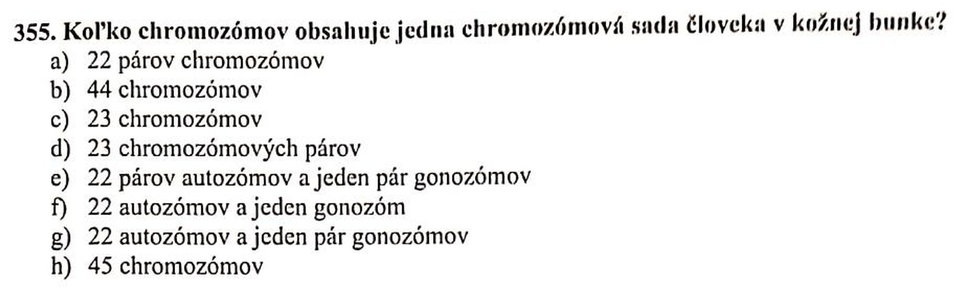 355. Koľko chromozómov obsahuje jedna chromozómová sada človeka v kožnej bunke?
a) 22 párov chromozómov
b) 44 chromozómov
c) 23 chromozómov
d) 23 chromozómových párov
e) 22 párov autozómov a jeden pár gonozómov
f) 22 autozómov a jeden gonozóm
g) 22 autozómov a jeden pár gonozómov
h) 45 chromozómov